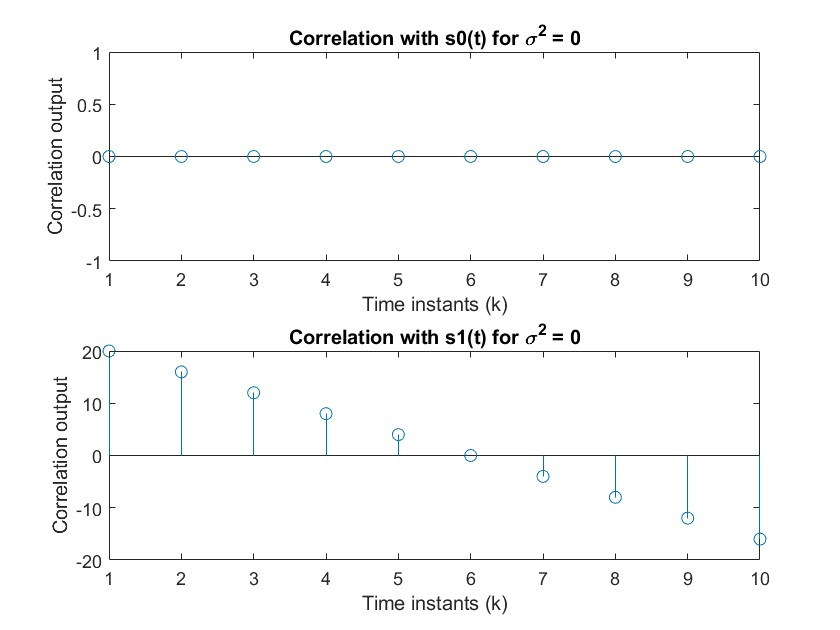 Correlation with s0(t) for σ² = 0
1
0.5
0
-0.5
-1
Correlation output
1 2 3 4 5 6 7 8 9 10
Time instants (k)
Correlation with s1(t) for σ² = 0
20
10
0
-10
-20
Correlation output
1 2 3 4 5 6 7 8 9 10
Time instants (k)